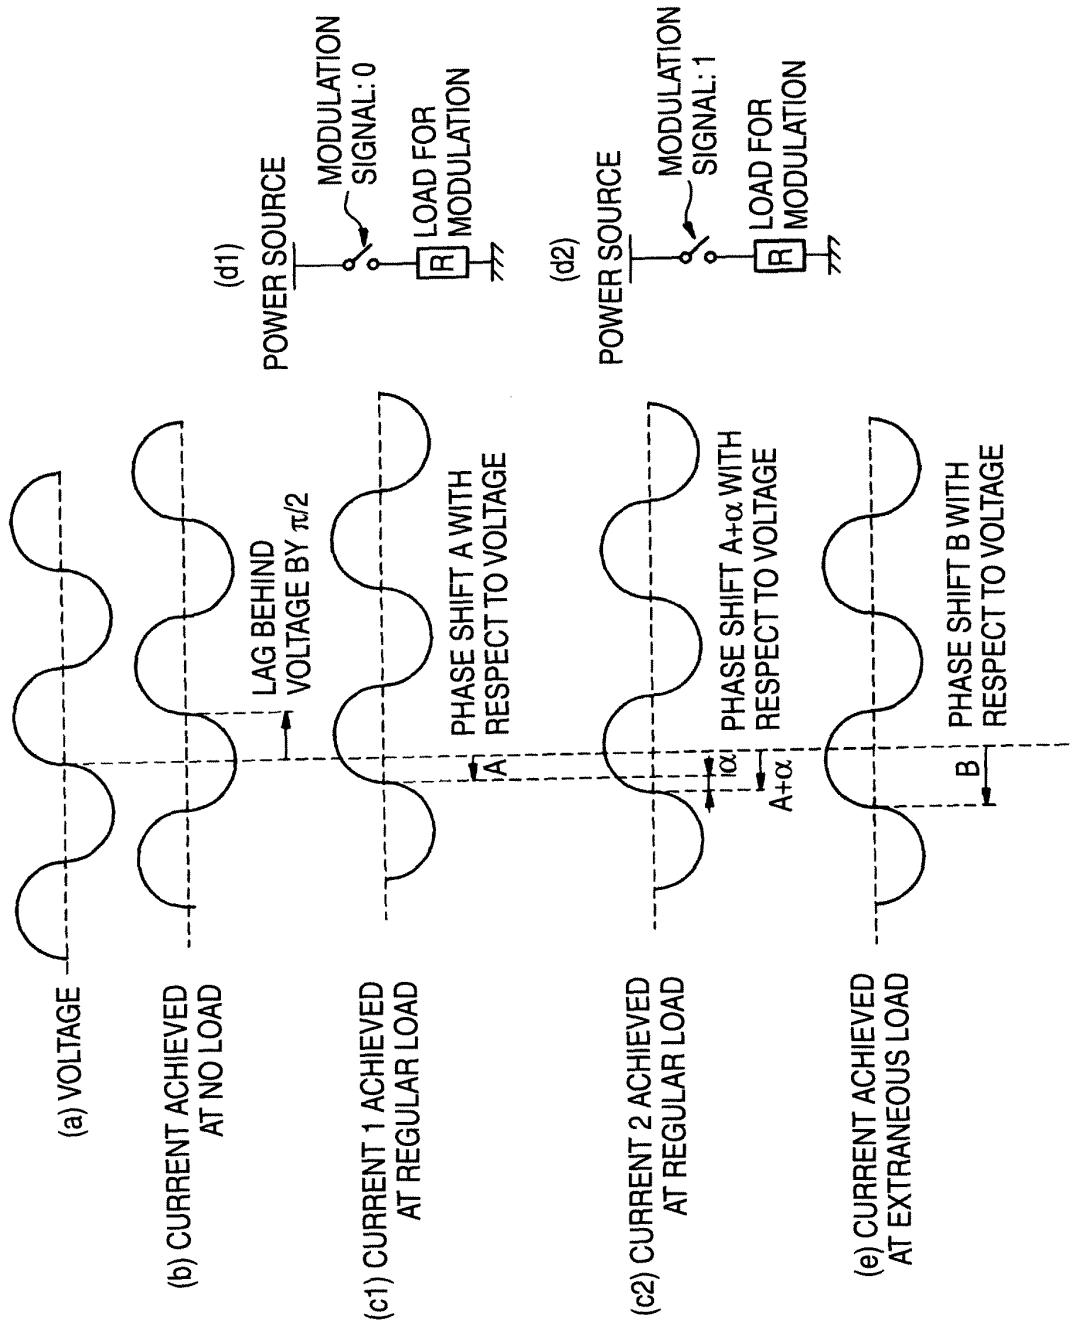 (a) VOLTAGE
(b) CURRENT ACHIEVED
AT NO LOAD
LAG BEHIND
VOLTAGE BY π/2
(c1) CURRENT 1 ACHIEVED
AT REGULAR LOAD
A
PHASE SHIFT A WITH
RESPECT TO VOLTAGE
(d1)
POWER SOURCE
MODULATION
SIGNAL: 0
R
LOAD FOR
MODULATION
(c2) CURRENT 2 ACHIEVED
AT REGULAR LOAD
α
A+α
PHASE SHIFT A+α WITH
RESPECT TO VOLTAGE
(d2)
POWER SOURCE
MODULATION
SIGNAL: 1
R
LOAD FOR
MODULATION
(e) CURRENT ACHIEVED
AT EXTRANEOUS LOAD
B
PHASE SHIFT B WITH
RESPECT TO VOLTAGE